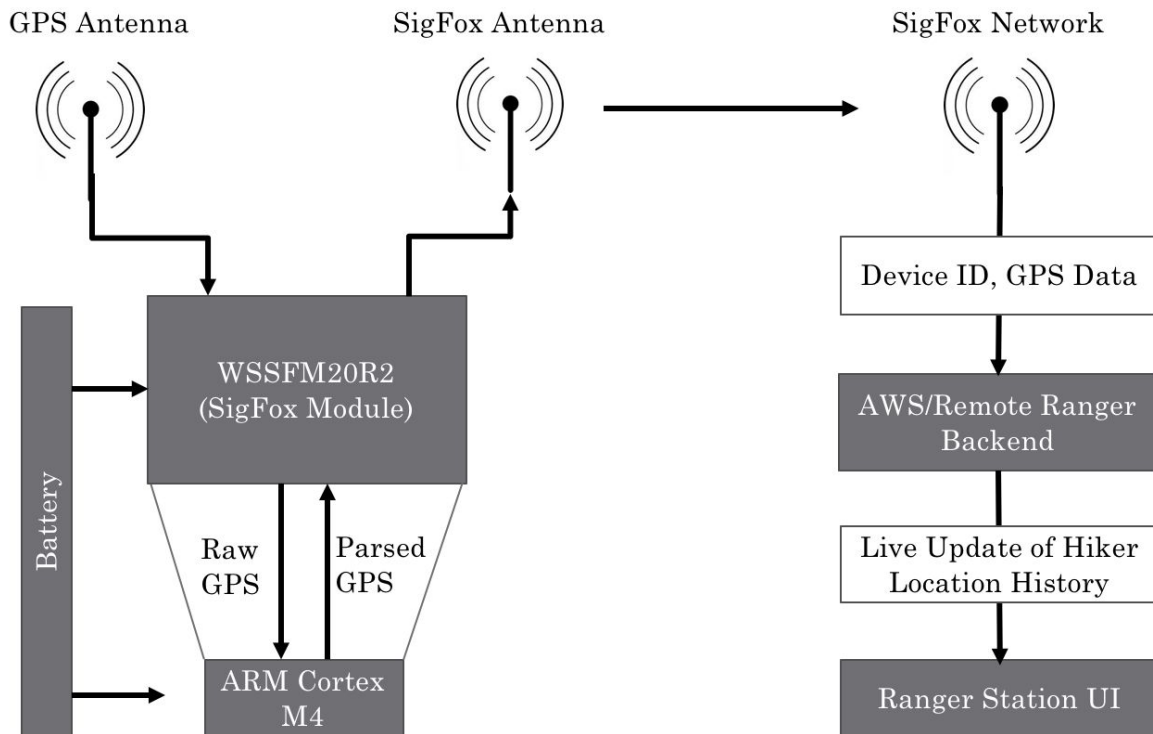 GPS Antenna
SigFox Antenna
SigFox Network
Device ID, GPS Data
WSSFM20R2
(SigFox Module)
AWS/Remote Ranger
Backend
Battery
Raw
GPS
Parsed
GPS
Live Update of Hiker
Location History
ARM Cortex
M4
Ranger Station UI